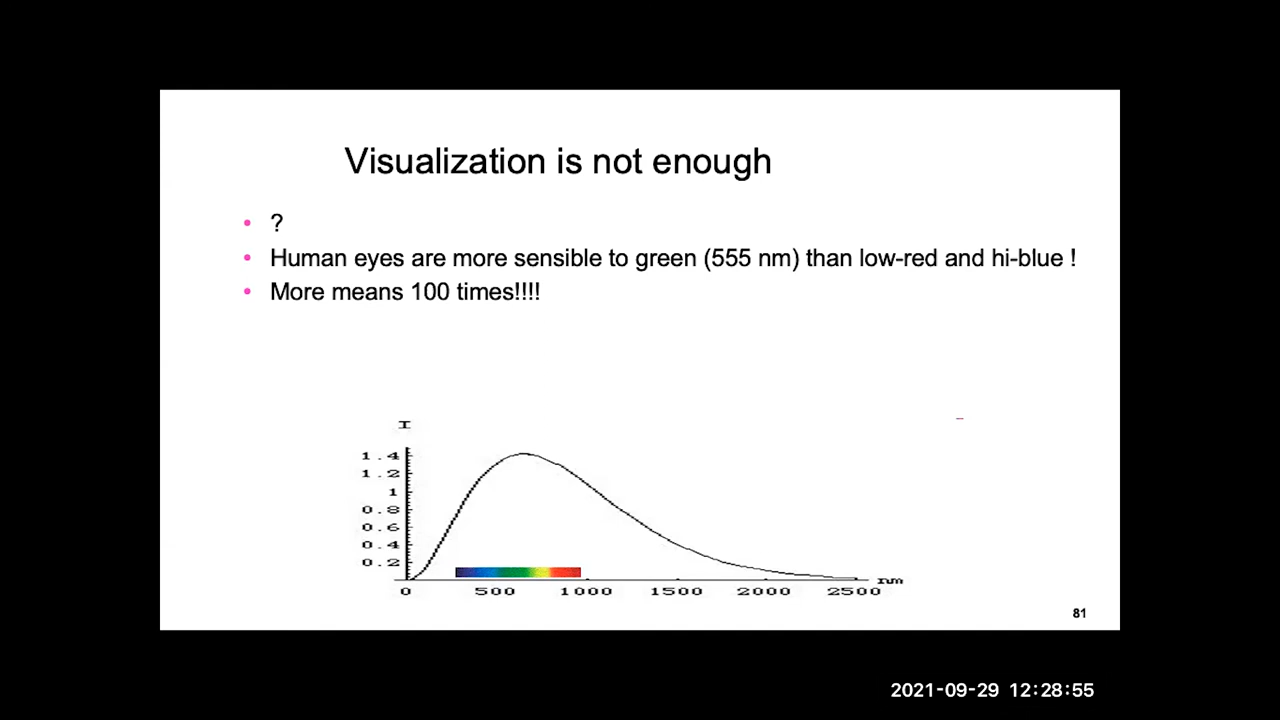 Visualization is not enough
• ?
• Human eyes are more sensible to green (555 nm) than low-red and hi-blue !
• More means 100 times!!!!
I
1.4
1.2
1
0.8
0.6
0.4
0.2
0 500 1000 1500 2000 2500 nm
81
2021-09-29 12:28:55